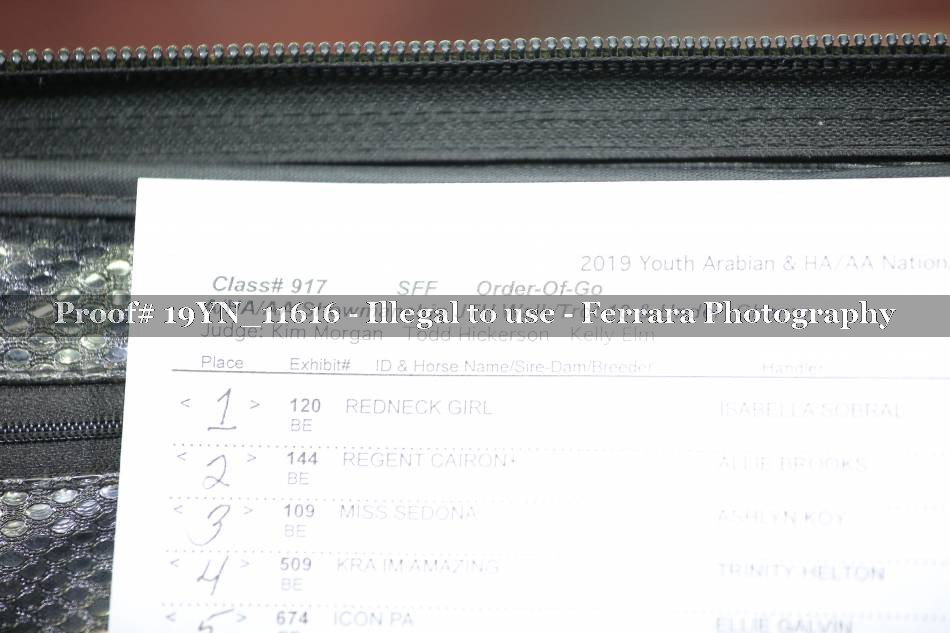 2019 Youth Arabian & HA/AA Nation
Class# 917 SFF Order-Of-Go
Proof# 19YN_11616 - Illegal to use - Ferrara Photography
Judge: Kim Morgan Todd Hickerson Kelly Elm
Place Exhibit# ID & Horse Name/Sire-Dam/Breeder Handler
< 1 > 120 REDNECK GIRL ISABELLA SOBRAL
BE
< 2 > 144 REGENT CAIRON+ ALLIE BROOKS
BE
< 3 > 109 MISS SEDONA ASHLYN KOY
BE
< 4 > 509 KRA IM AMAZING TRINITY HELTON
BE
< 5 > 674 ICON PA ELLIE GALVIN